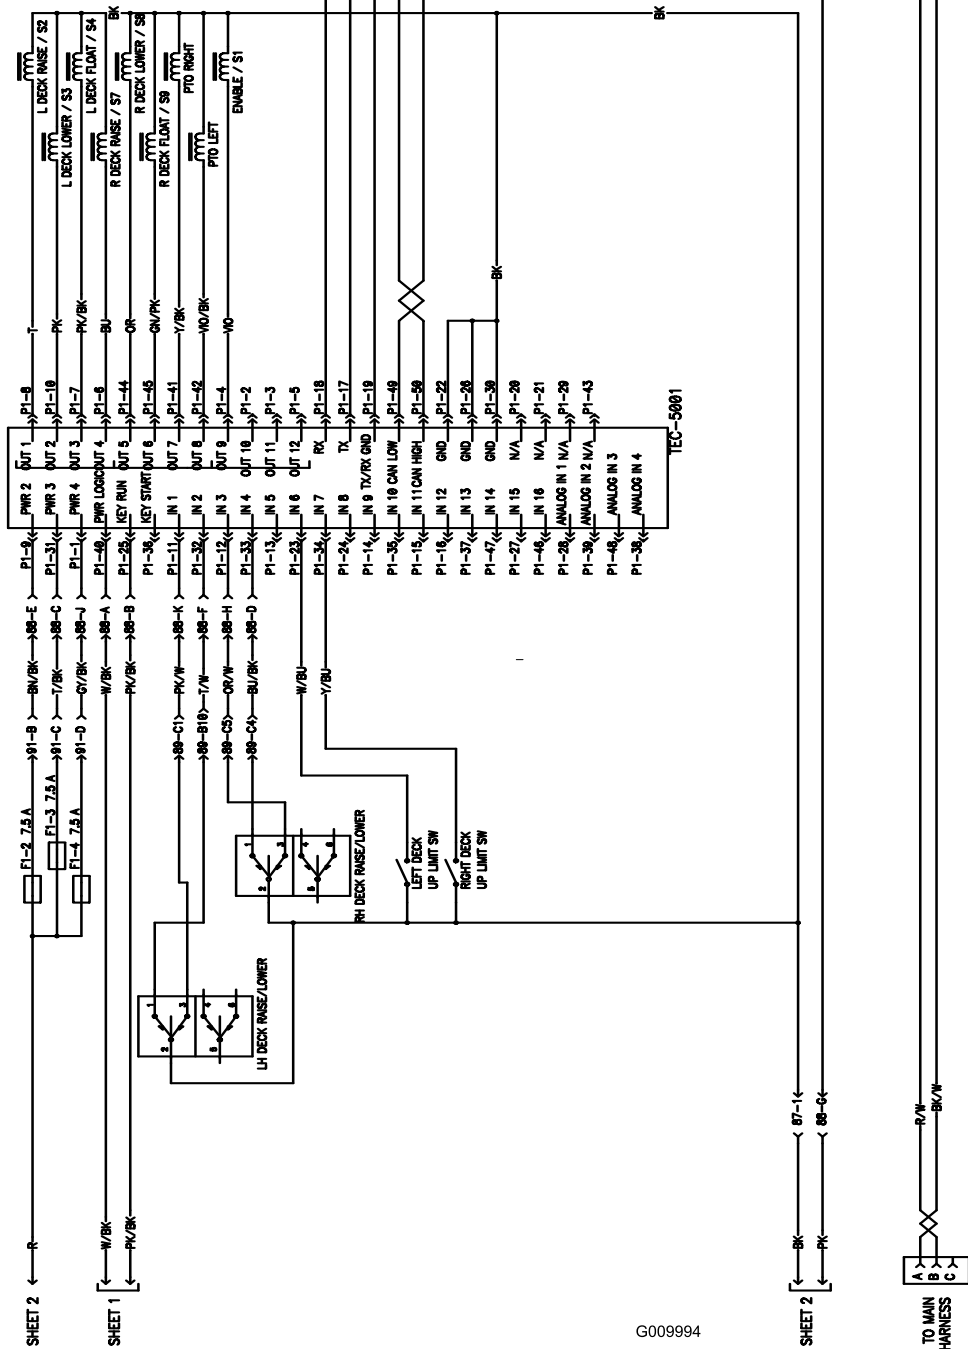 BK
BK
L DECK RAISE / S2
L DECK LOWER / S3
L DECK FLOAT / S4
R DECK RAISE / S7
R DECK LOWER / S8
R DECK FLOAT / S9
PTO RIGHT
PTO LEFT
ENABLE / S1
T
PK
PK/BK
BU
OR
GN/PK
Y/BK
VIO/BK
VIO
BK
P1-8
P1-10
P1-7
P1-6
P1-44
P1-45
P1-41
P1-42
P1-4
P1-2
P1-3
P1-5
P1-18
P1-17
P1-19
P1-49
P1-50
P1-22
P1-26
P1-30
P1-20
P1-21
P1-29
P1-43
TEC-5001
PWR 2 OUT 1
PWR 3 OUT 2
PWR 4 OUT 3
PWR LOGIC OUT 4
KEY RUN OUT 5
KEY START OUT 6
IN 1 OUT 7
IN 2 OUT 8
IN 3 OUT 9
IN 4 OUT 10
IN 5 OUT 11
IN 6 OUT 12
IN 7 RX
IN 8 TX
IN 9 TX/RX GND
IN 10 CAN LOW
IN 11 CAN HIGH
IN 12 GND
IN 13 GND
IN 14 GND
IN 15 N/A
IN 16 N/A
ANALOG IN 1 N/A
ANALOG IN 2 N/A
ANALOG IN 3
ANALOG IN 4
P1-9
P1-31
P1-1
P1-40
P1-25
P1-36
P1-11
P1-32
P1-12
P1-33
P1-13
P1-23
P1-34
P1-24
P1-14
P1-35
P1-15
P1-16
P1-37
P1-47
P1-27
P1-46
P1-28
P1-39
P1-48
P1-38
88-E
88-C
88-J
88-A
88-B
88-K
88-F
88-H
88-D
BN/BK
T/BK
GY/BK
W/BK
PK/BK
PK/W
T/W
OR/W
BU/BK
W/BU
Y/BU
91-B
91-C
91-D
89-C1
89-B10
89-C5
89-C4
F1-2 7.5 A
F1-3 7.5 A
F1-4 7.5 A
1
3
4
6
2
5
RH DECK RAISE/LOWER
LEFT DECK
UP LIMIT SW
RIGHT DECK
UP LIMIT SW
1
3
4
6
2
5
LH DECK RAISE/LOWER
87-1
88-G
R/W
BK/W
R
W/BK
PK/BK
BK
PK
A
B
C
SHEET 2
SHEET 1
SHEET 2
TO MAIN
HARNESS
G009994